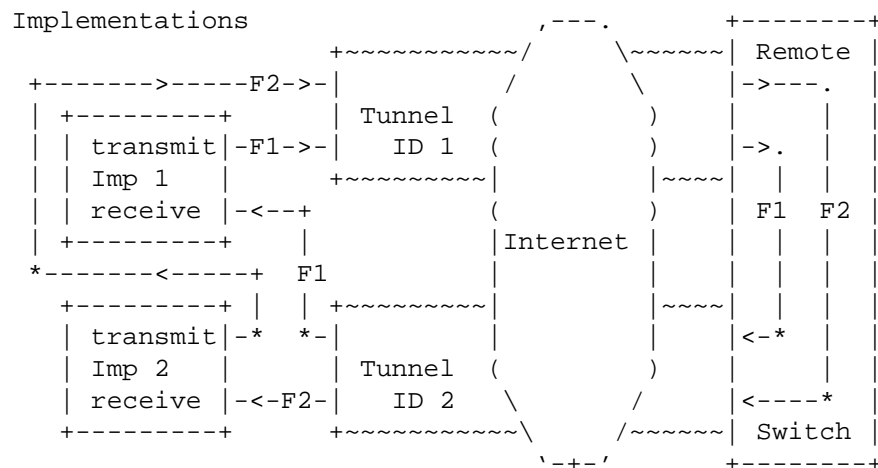 Implementations                        ,---.            +--------+
                     +~~~~~~~~~~~/     \~~~~~~| Remote |
 +------->-----F2->-|           /       \     |->---.  |
 | +---------+      | Tunnel   (         )    |     |  |
 | | transmit|-F1->-|   ID 1   (         )    |->.  |  |
 | | Imp 1   |      +~~~~~~~~~|         |~~~~|  |  |  |
 | | receive |-<--+           (         )    | F1  F2 |
 | +---------+    |           |Internet |    |  |  |  |
 *-------<-----+  F1          |         |    |  |  |  |
   +---------+ |  | +~~~~~~~~~|         |~~~~|  |  |  |
   | transmit|-*  *-|         |         |    |<-*  |  |
   | Imp 2   |      | Tunnel  (         )    |     |  |
   | receive |-<-F2-|   ID 2   \       /     |<----*  |
   +---------+      +~~~~~~~~~~~\     /~~~~~~| Switch |
                                 `-+-'       +--------+